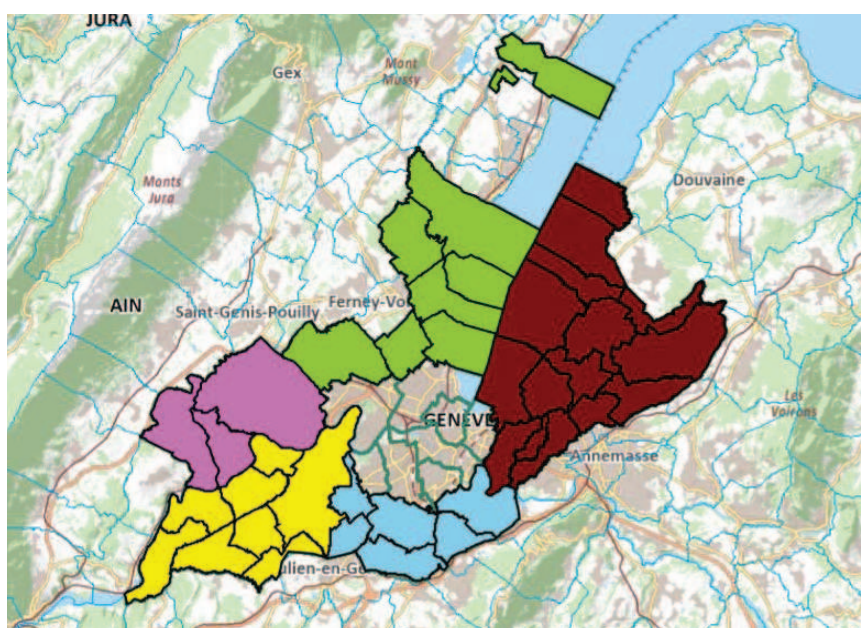 JURA
Gex
Mont
Mussy
Monts
Jura
Douvaine
AIN
Saint-Genis-Pouilly
Ferney-Vo
GENÈVE
Les
Voirons
Annemasse
ulien-en-Ge